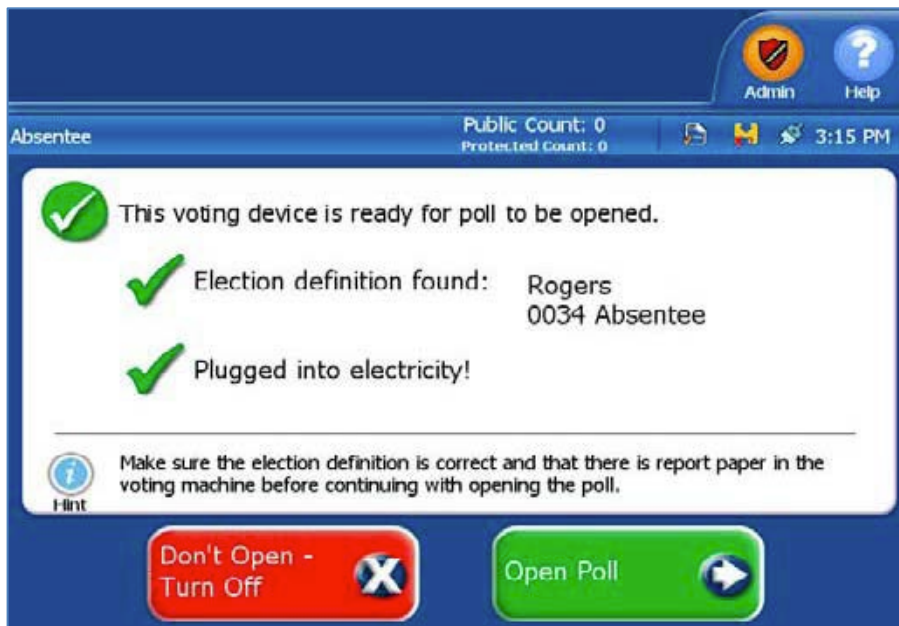 Admin
Help
Absentee
Public Count: 0
Protected Count: 0
3:15 PM
This voting device is ready for poll to be opened.
Election definition found:
Rogers
0034 Absentee
Plugged into electricity!
Hint
Make sure the election definition is correct and that there is report paper in the
voting machine before continuing with opening the poll.
Don't Open -
Turn Off
Open Poll